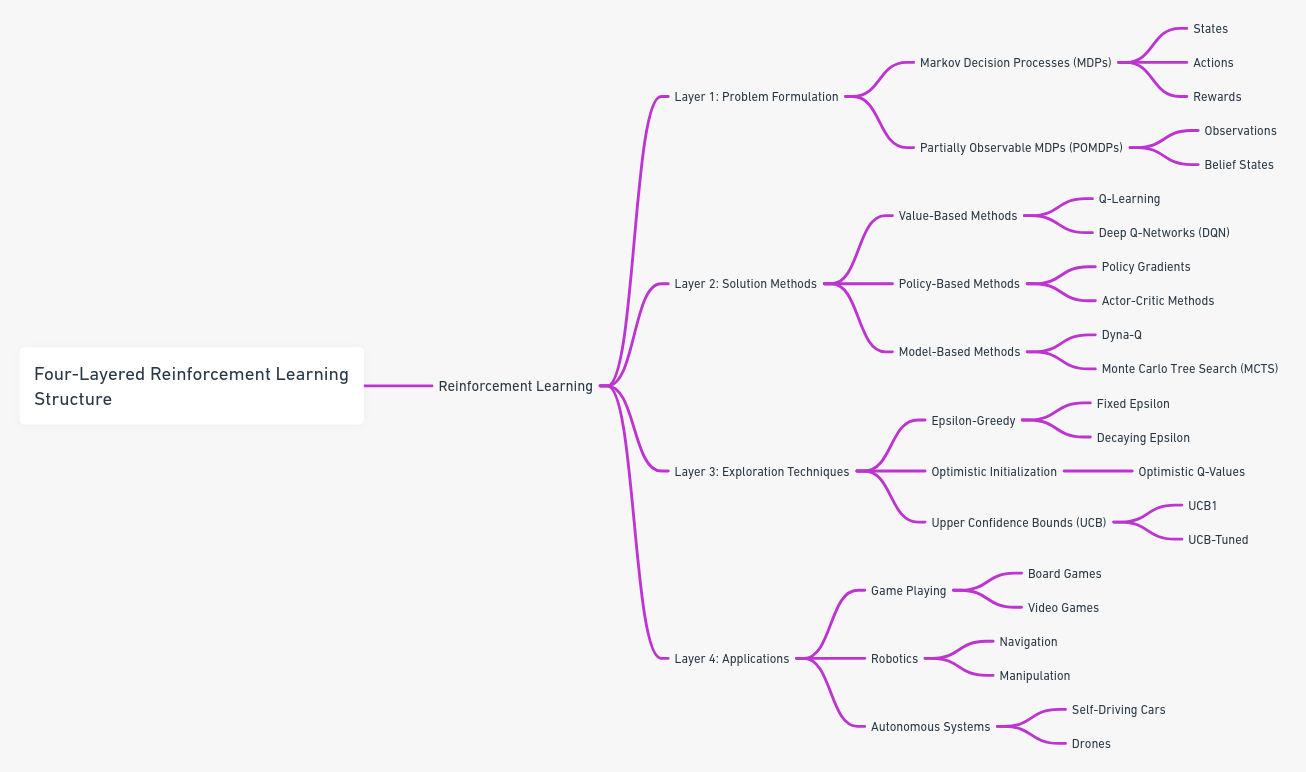 Four-Layered Reinforcement Learning
Structure
Reinforcement Learning
Layer 1: Problem Formulation
Markov Decision Processes (MDPs)
States
Actions
Rewards
Partially Observable MDPs (POMDPs)
Observations
Belief States
Layer 2: Solution Methods
Value-Based Methods
Q-Learning
Deep Q-Networks (DQN)
Policy-Based Methods
Policy Gradients
Actor-Critic Methods
Model-Based Methods
Dyna-Q
Monte Carlo Tree Search (MCTS)
Layer 3: Exploration Techniques
Epsilon-Greedy
Fixed Epsilon
Decaying Epsilon
Optimistic Initialization
Optimistic Q-Values
Upper Confidence Bounds (UCB)
UCB1
UCB-Tuned
Layer 4: Applications
Game Playing
Board Games
Video Games
Robotics
Navigation
Manipulation
Autonomous Systems
Self-Driving Cars
Drones